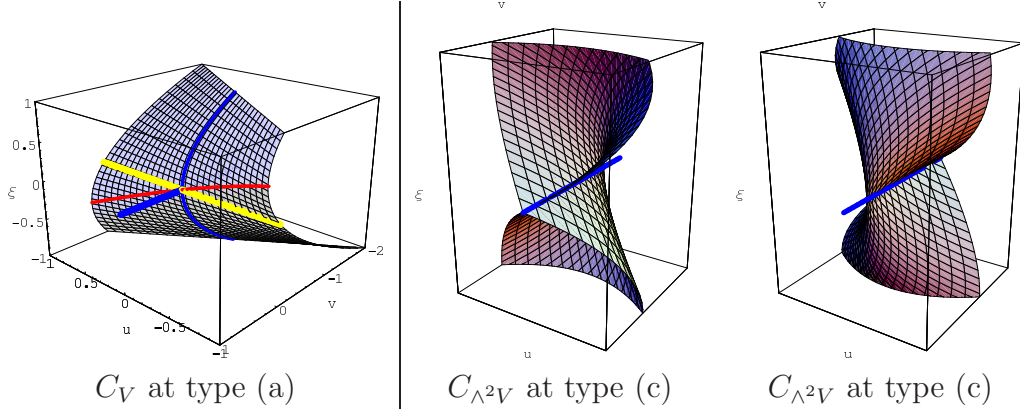 v
v
1
0.5
0
-0.5
-1
ξ
-1
0.5
0
-0.5
-1
u
-2
-1
0
v
ξ
u
ξ
u
C_V at type (a)
C_{∧²V} at type (c)
C_{∧²V} at type (c)